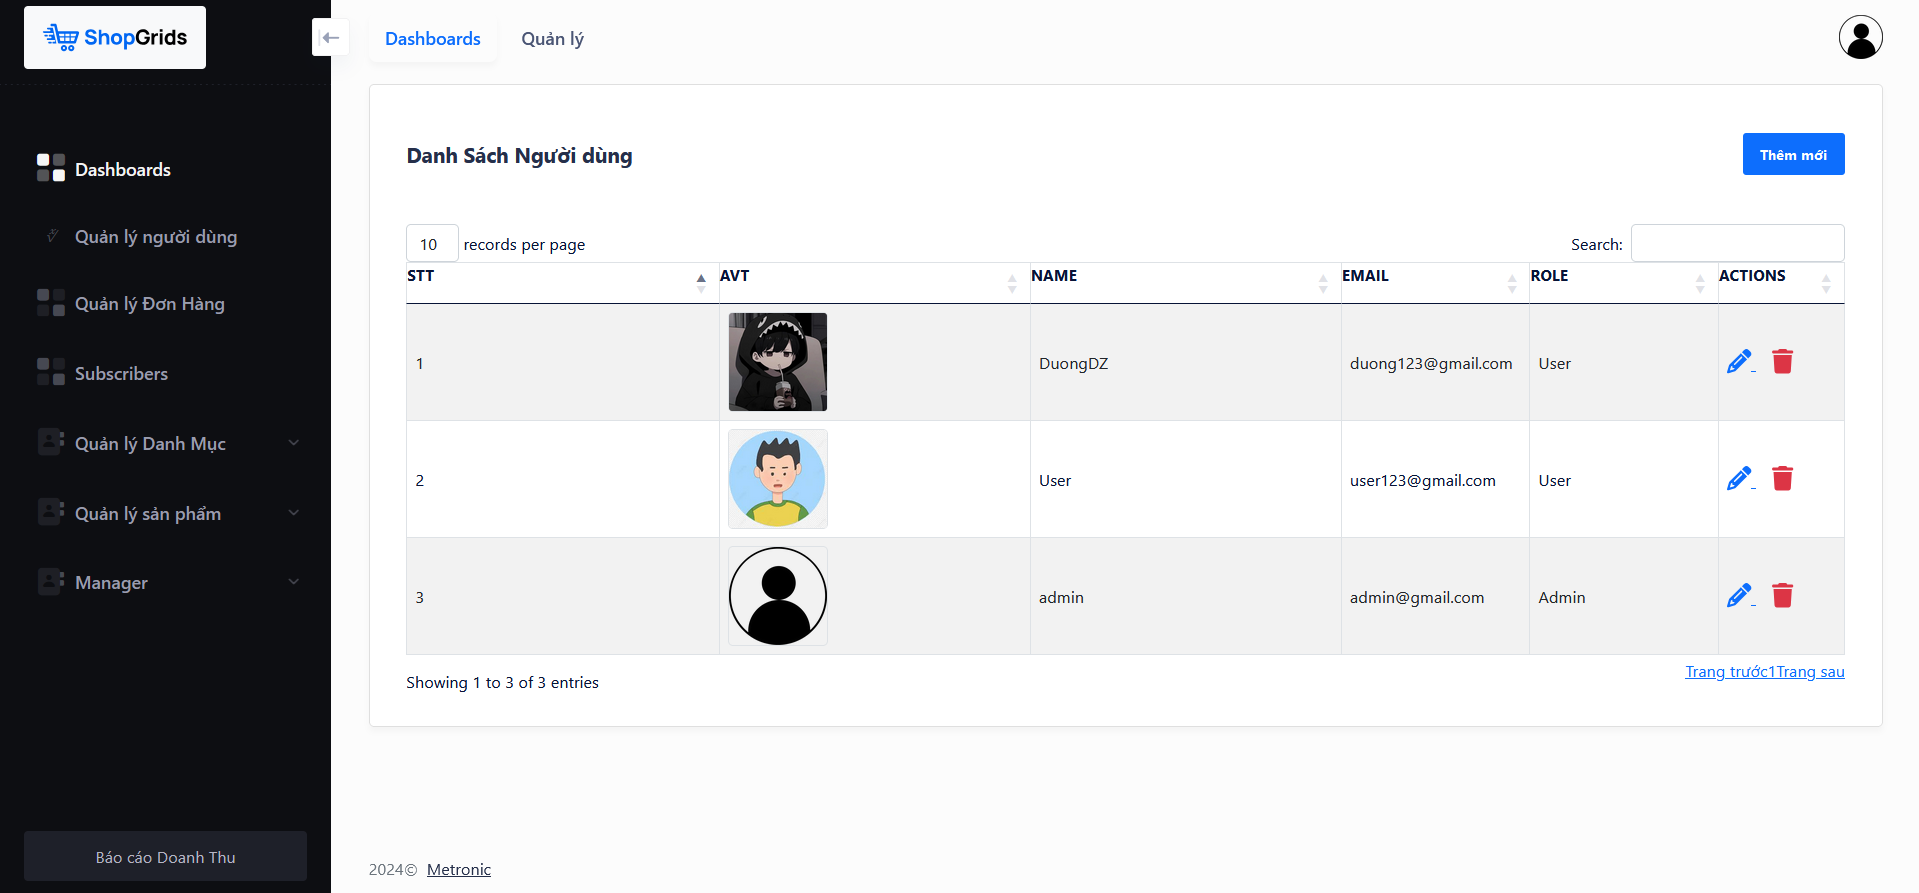 ShopGrids
Dashboards
Quản lý
Dashboards
Quản lý người dùng
Quản lý Đơn Hàng
Subscribers
Quản lý Danh Mục
Quản lý sản phẩm
Manager
Báo cáo Doanh Thu
Danh Sách Người dùng
Thêm mới
10 records per page
Search:
STT AVT NAME EMAIL ROLE ACTIONS
1 DuongDZ duong123@gmail.com User
2 User user123@gmail.com User
3 admin admin@gmail.com Admin
Showing 1 to 3 of 3 entries
Trang trước1Trang sau
2024© Metronic